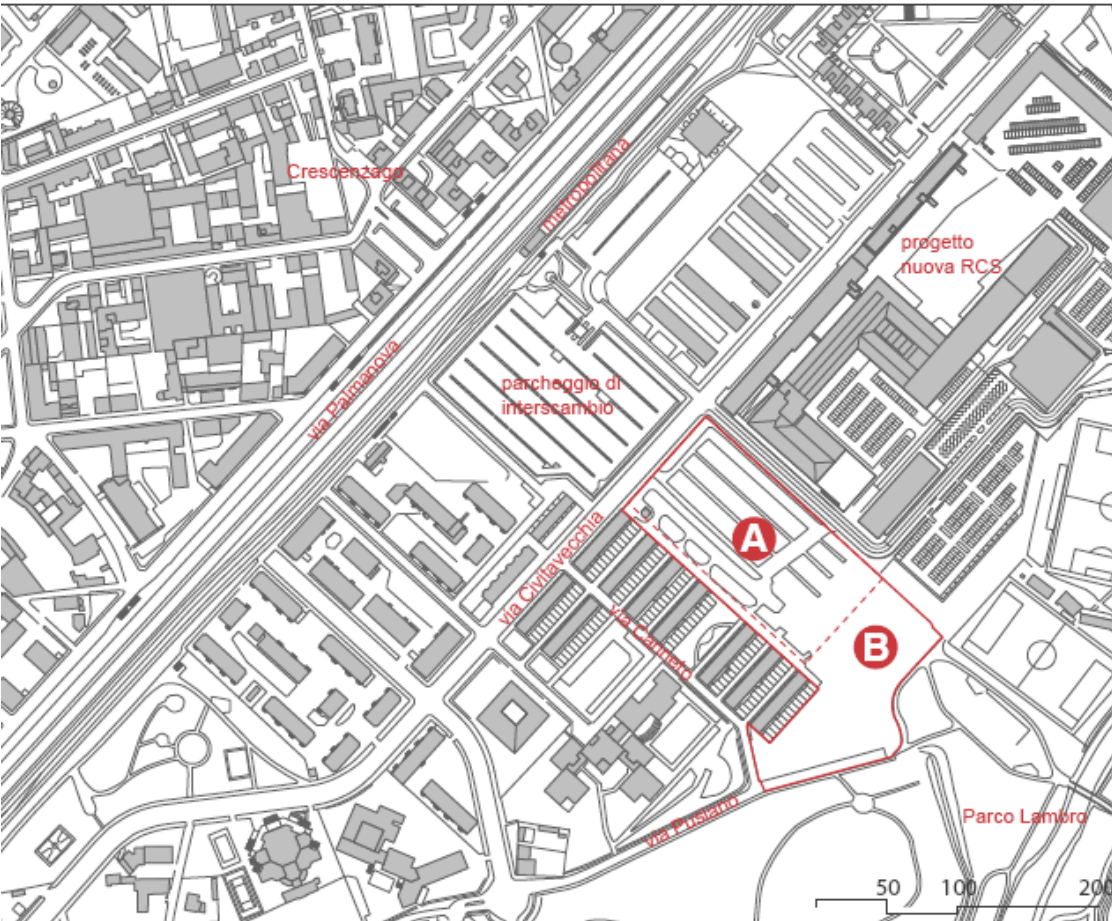 Crescenzago
metropolitana
progetto
nuova RCS
via Palmanova
parcheggio di
interscambio
A
via Civitavecchia
via Canneto
B
via Pusiano
Parco Lambro
50 100 200